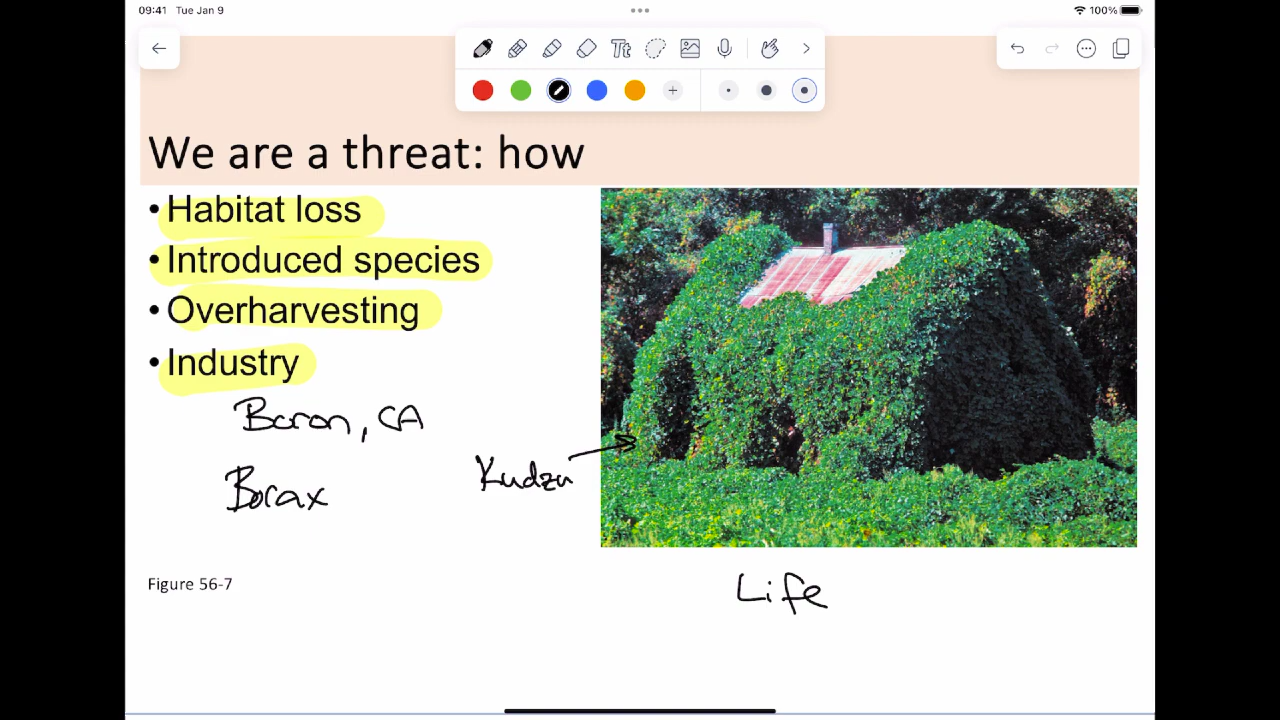 09:41 Tue Jan 9
100%
Tt
We are a threat: how
• Habitat loss
• Introduced species
• Overharvesting
• Industry
Boron, CA
Kudzu
Borax
Figure 56-7
Life